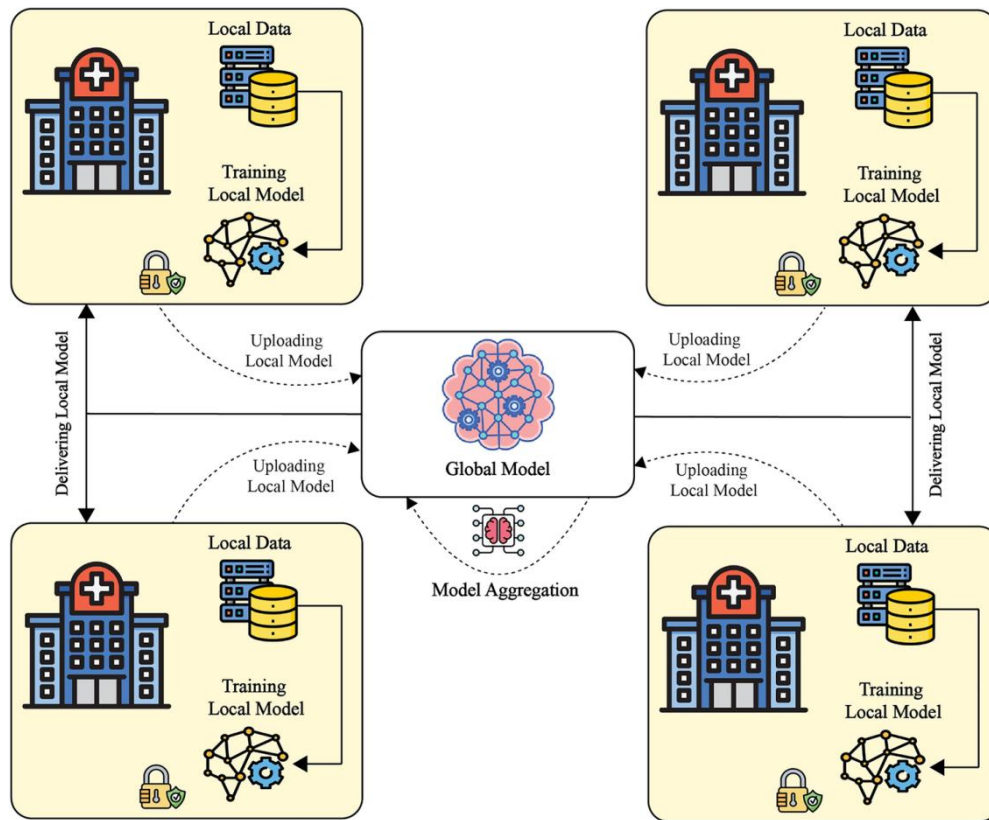 Local Data
Training
Local Model
Local Data
Training
Local Model
Delivering Local Model
Uploading
Local Model
Uploading
Local Model
Delivering Local Model
Global Model
Uploading
Local Model
Uploading
Local Model
Model Aggregation
Local Data
Training
Local Model
Local Data
Training
Local Model